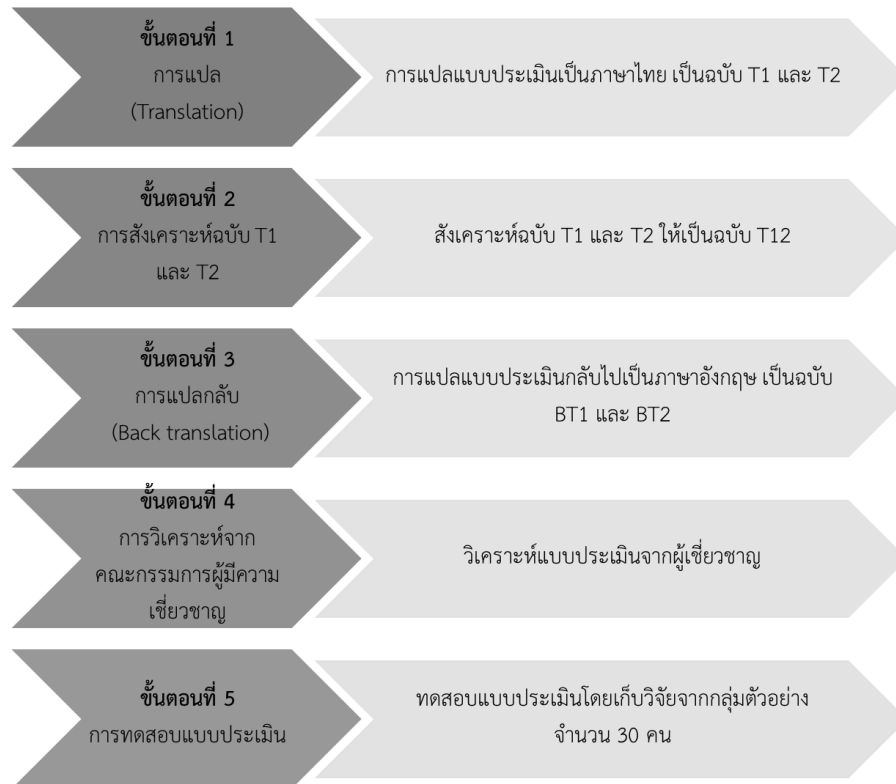 ขั้นตอนที่ 1
การแปล
(Translation)
การแปลแบบประเมินเป็นภาษาไทย เป็นฉบับ T1 และ T2
ขั้นตอนที่ 2
การสังเคราะห์ฉบับ T1
และ T2
สังเคราะห์ฉบับ T1 และ T2 ให้เป็นฉบับ T12
ขั้นตอนที่ 3
การแปลกลับ
(Back translation)
การแปลแบบประเมินกลับไปเป็นภาษาอังกฤษ เป็นฉบับ
BT1 และ BT2
ขั้นตอนที่ 4
การวิเคราะห์จาก
คณะกรรมการผู้มีความ
เชี่ยวชาญ
วิเคราะห์แบบประเมินจากผู้เชี่ยวชาญ
ขั้นตอนที่ 5
การทดสอบแบบประเมิน
ทดสอบแบบประเมินโดยเก็บวิจัยจากกลุ่มตัวอย่าง
จำนวน 30 คน